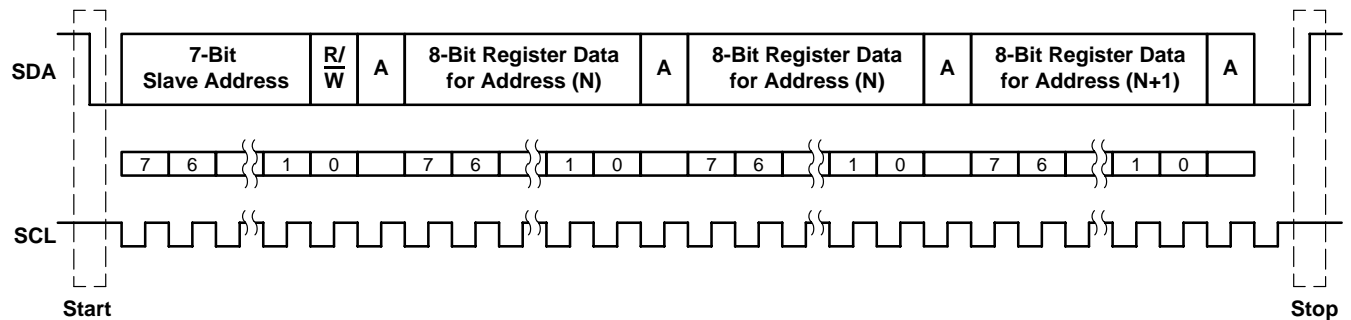 SDA
7-Bit
Slave Address
R/
W
A
8-Bit Register Data
for Address (N)
A
8-Bit Register Data
for Address (N)
A
8-Bit Register Data
for Address (N+1)
A
7 6 1 0 7 6 1 0 7 6 1 0 7 6 1 0
SCL
Start
Stop